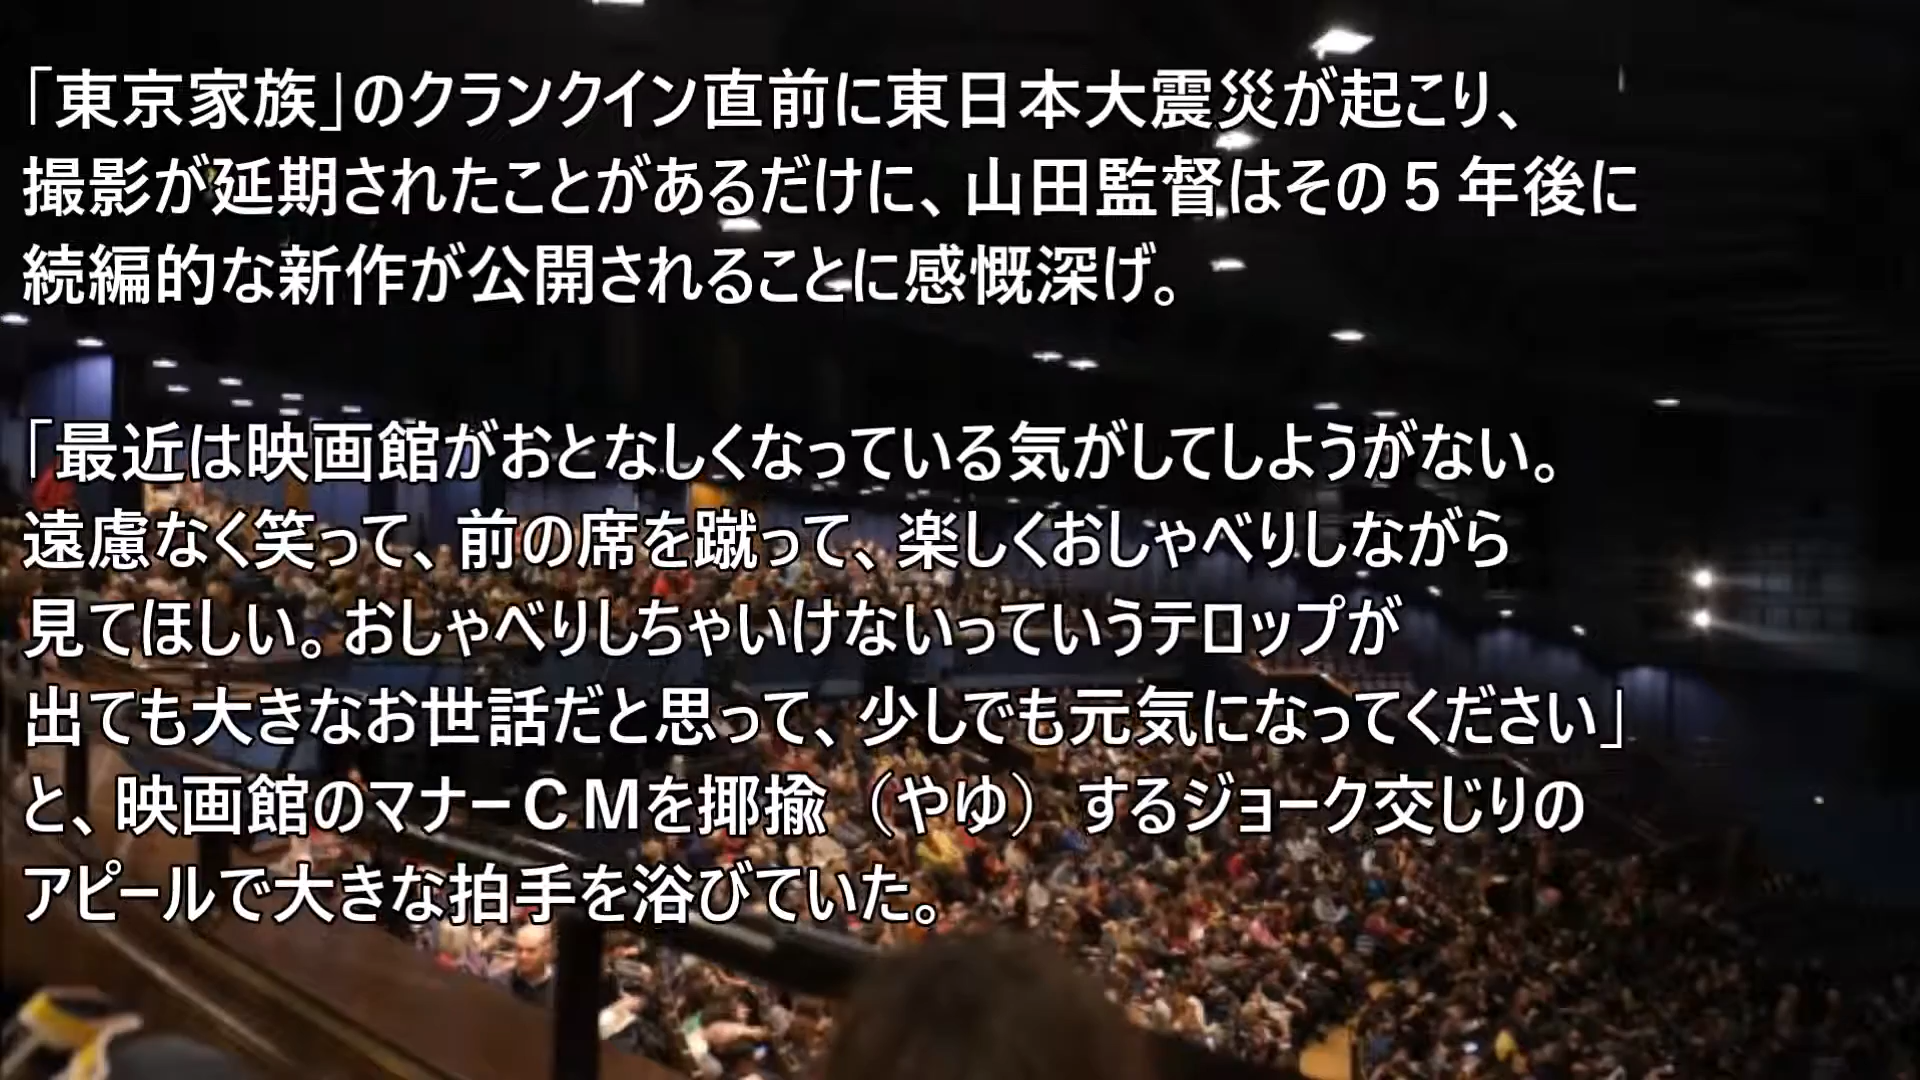 「東京家族」のクランクイン直前に東日本大震災が起こり、
撮影が延期されたことがあるだけに、山田監督はその５年後に
続編的な新作が公開されることに感慨深げ。
「最近は映画館がおとなしくなっている気がしてしようがない。
遠慮なく笑って、前の席を蹴って、楽しくおしゃべりしながら
見てほしい。おしゃべりしちゃいけないっていうテロップが
出ても大きなお世話だと思って、少しでも元気になってください」
と、映画館のマナーＣＭを揶揄（やゆ）するジョーク交じりの
アピールで大きな拍手を浴びていた。